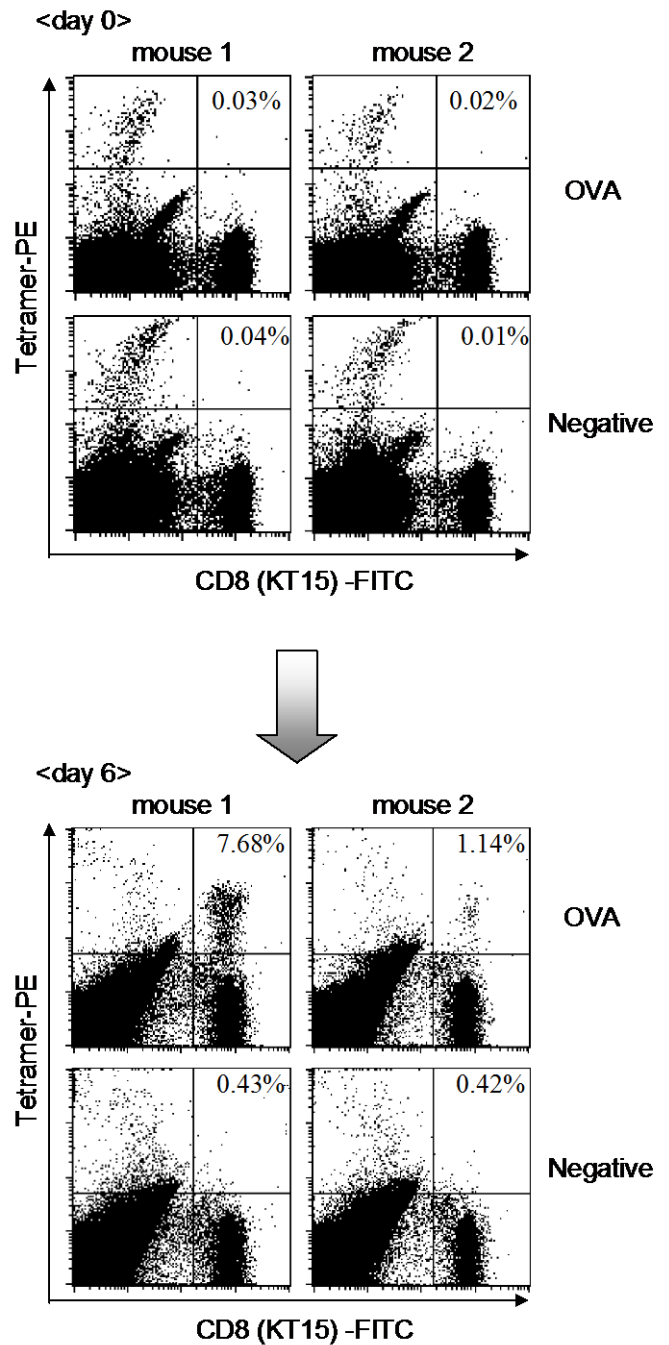 <day 0>
mouse 1 mouse 2
0.03% 0.02%
OVA
0.04% 0.01%
Negative
Tetramer-PE
CD8 (KT15) -FITC
<day 6>
mouse 1 mouse 2
7.68% 1.14%
OVA
0.43% 0.42%
Negative
Tetramer-PE
CD8 (KT15) -FITC